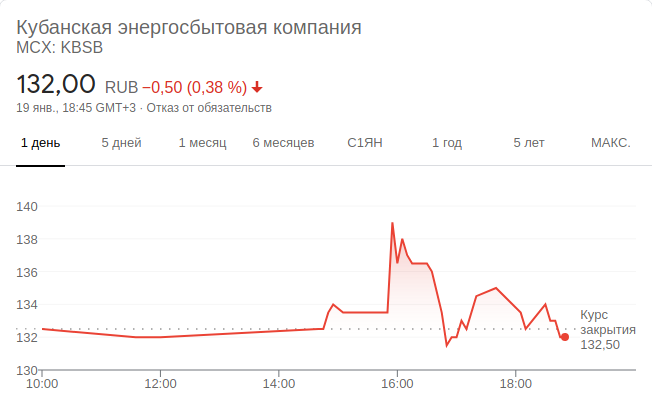 Кубанская энергосбытовая компания
MCX: KBSB
132,00 RUB −0,50 (0,38 %)
19 янв., 18:45 GMT+3 · Отказ от обязательств
1 день 5 дней 1 месяц 6 месяцев С1ЯН 1 год 5 лет МАКС.
140
138
136
134
132
130
Курс
закрытия
132,50
10:00 12:00 14:00 16:00 18:00